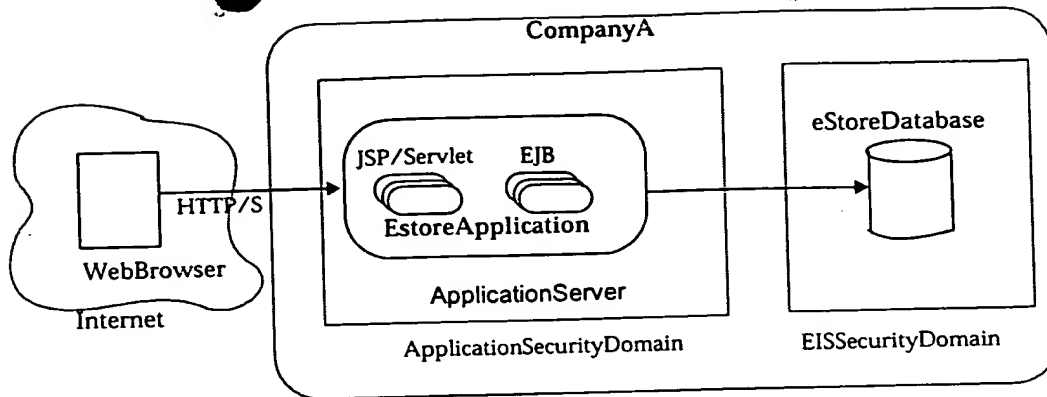 CompanyA
eStoreDatabase
JSP/Servlet EJB
HTTP/S
EstoreApplication
WebBrowser
ApplicationServer
Internet
ApplicationSecurityDomain
EISSecurityDomain